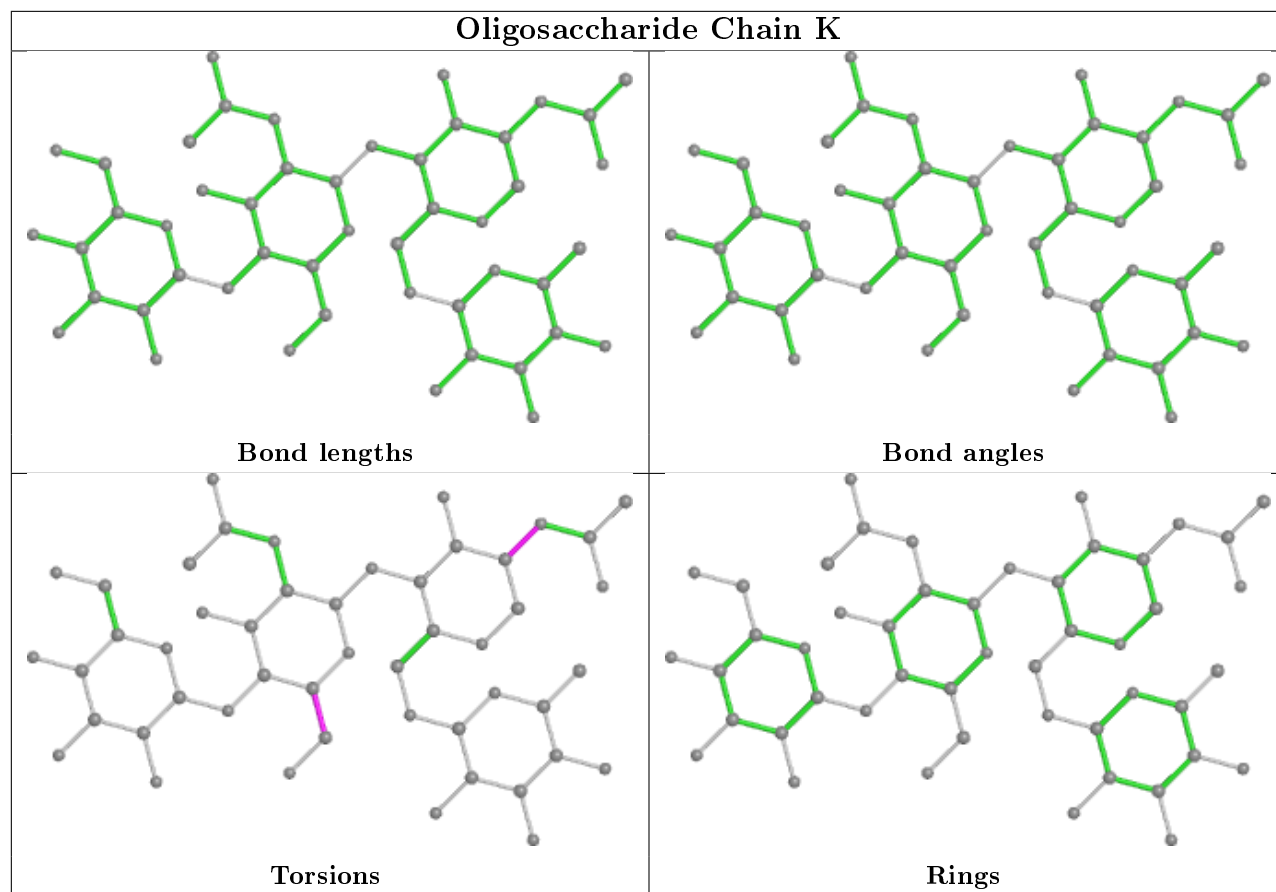 Oligosaccharide Chain K
Bond lengths
Bond angles
Torsions
Rings